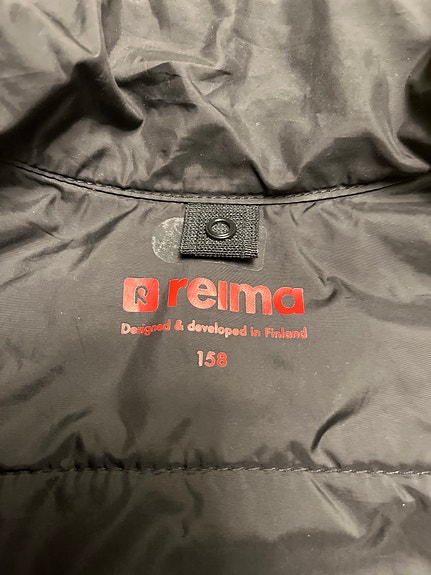 R reima
Designed & developed in Finland
158